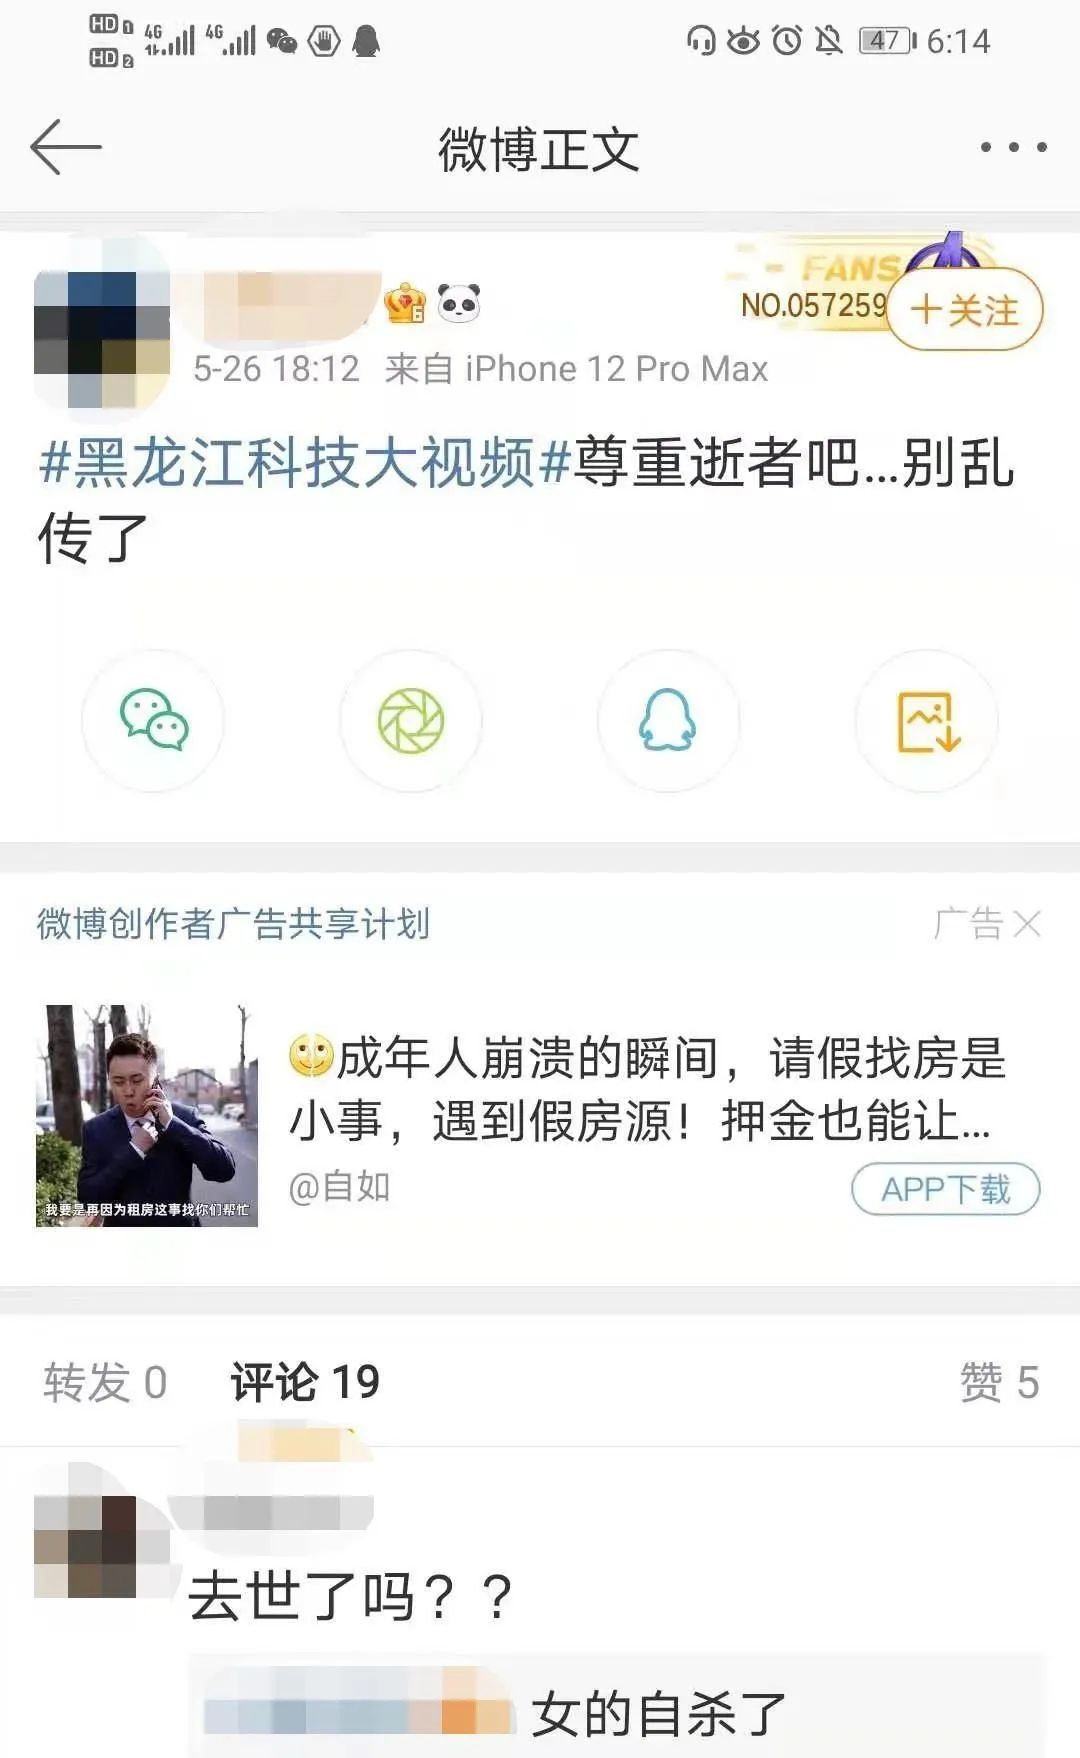 HD 1 4G 4G 47 6:14
HD 2
微博正文
FANS
NO.057259 +关注
5-26 18:12 来自 iPhone 12 Pro Max
#黑龙江科技大视频#尊重逝者吧...别乱
传了
微博创作者广告共享计划 广告
成年人崩溃的瞬间，请假找房是
小事，遇到假房源！押金也能让...
@自如 APP下载
我要是再因为租房这事找你们帮忙
转发 0 评论 19 赞 5
去世了吗？？
女的自杀了